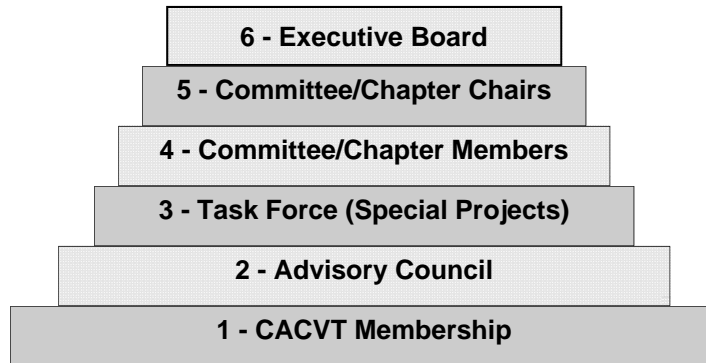 6 - Executive Board
5 - Committee/Chapter Chairs
4 - Committee/Chapter Members
3 - Task Force (Special Projects)
2 - Advisory Council
1 - CACVT Membership